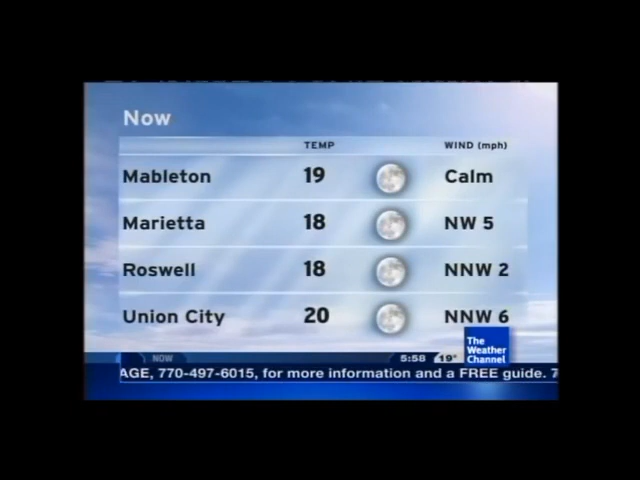 Now
TEMP WIND (mph)
Mableton 19 Calm
Marietta 18 NW 5
Roswell 18 NNW 2
Union City 20 NNW 6
The
Weather
Channel
NOW 5:58 19°
AGE, 770-497-6015, for more information and a FREE guide. 7